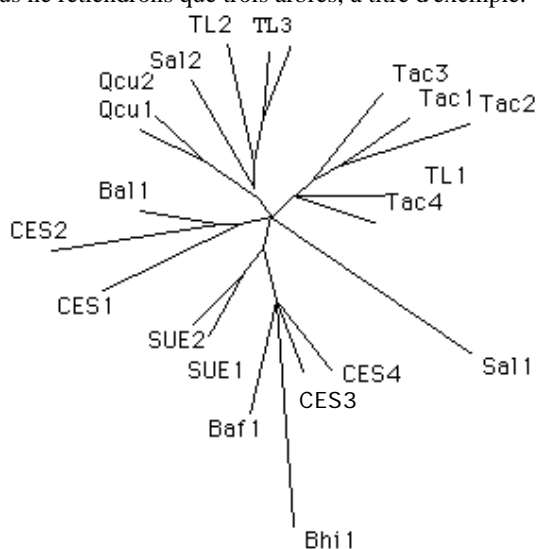 us ne retiendrons que trois arbres, à titre d'exemple.
TL2 TL3
Sal2
Qcu2
Qcu1
Tac3
Tac1 Tac2
TL1
Tac4
Bal1
CES2
CES1
SUE2
SUE1
CES4
CES3
Sal1
Baf1
Bhi1